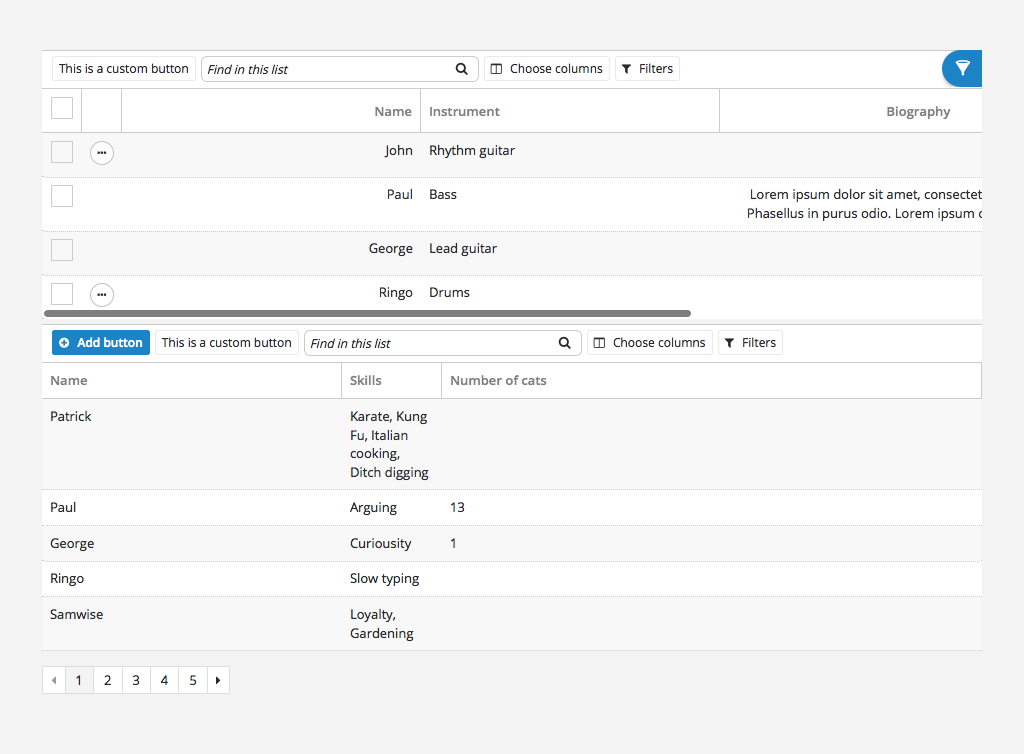 This is a custom button Find in this list Choose columns Filters
Name Instrument Biography
John Rhythm guitar
Paul Bass Lorem ipsum dolor sit amet, consectet
Phasellus in purus odio. Lorem ipsum
George Lead guitar
Ringo Drums
Add button This is a custom button Find in this list Choose columns Filters
Name Skills Number of cats
Patrick Karate, Kung
Fu, Italian
cooking,
Ditch digging
Paul Arguing 13
George Curiousity 1
Ringo Slow typing
Samwise Loyalty,
Gardening
1 2 3 4 5